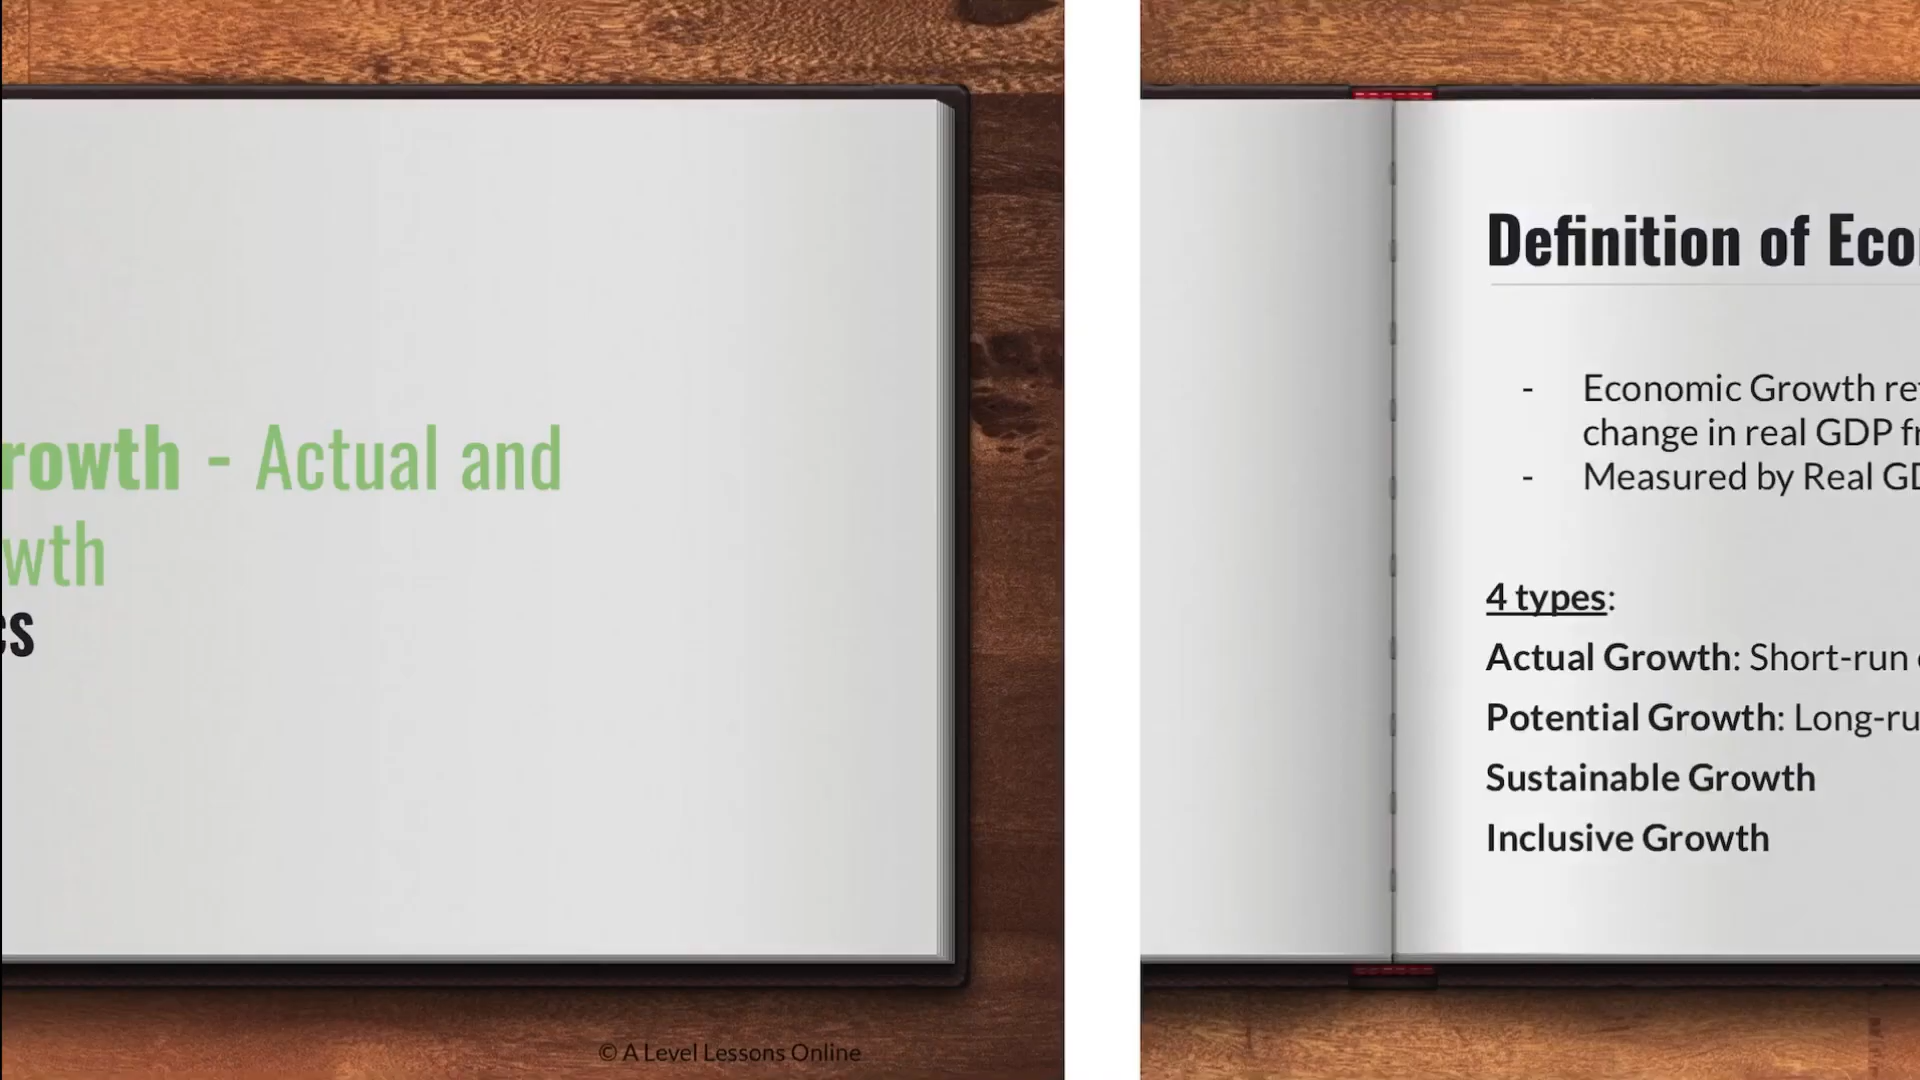 rowth - Actual and
wth
cs
© A Level Lessons Online
Definition of Eco
Economic Growth re
change in real GDP fr
- Measured by Real GD
4 types:
Actual Growth: Short-run
Potential Growth: Long-ru
Sustainable Growth
Inclusive Growth